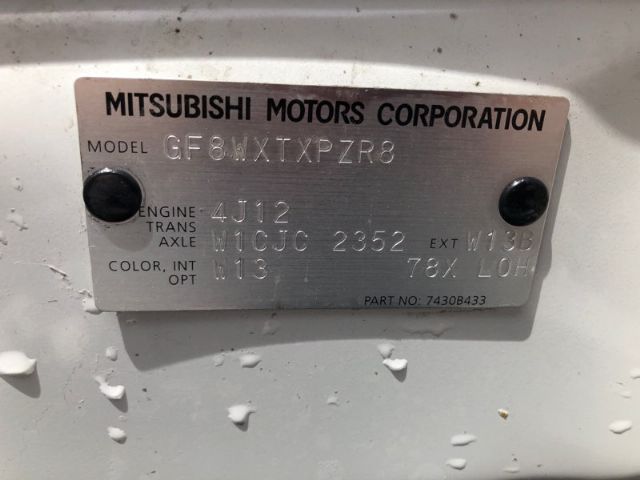 MITSUBISHI MOTORS CORPORATION
MODEL GF8WXTXPZR8
ENGINE 4J12
TRANS
AXLE W1CJC 2352 EXT W13B
COLOR, INT W13 78X LOH
OPT
PART NO: 7430B433